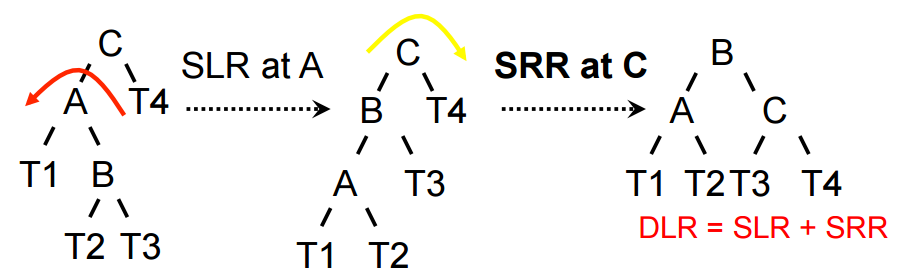 C
SLR at A
C
SRR at C
B
A T4
B T4
A C
T1 B
A T3
T1 T2 T3 T4
T2 T3
T1 T2
DLR = SLR + SRR